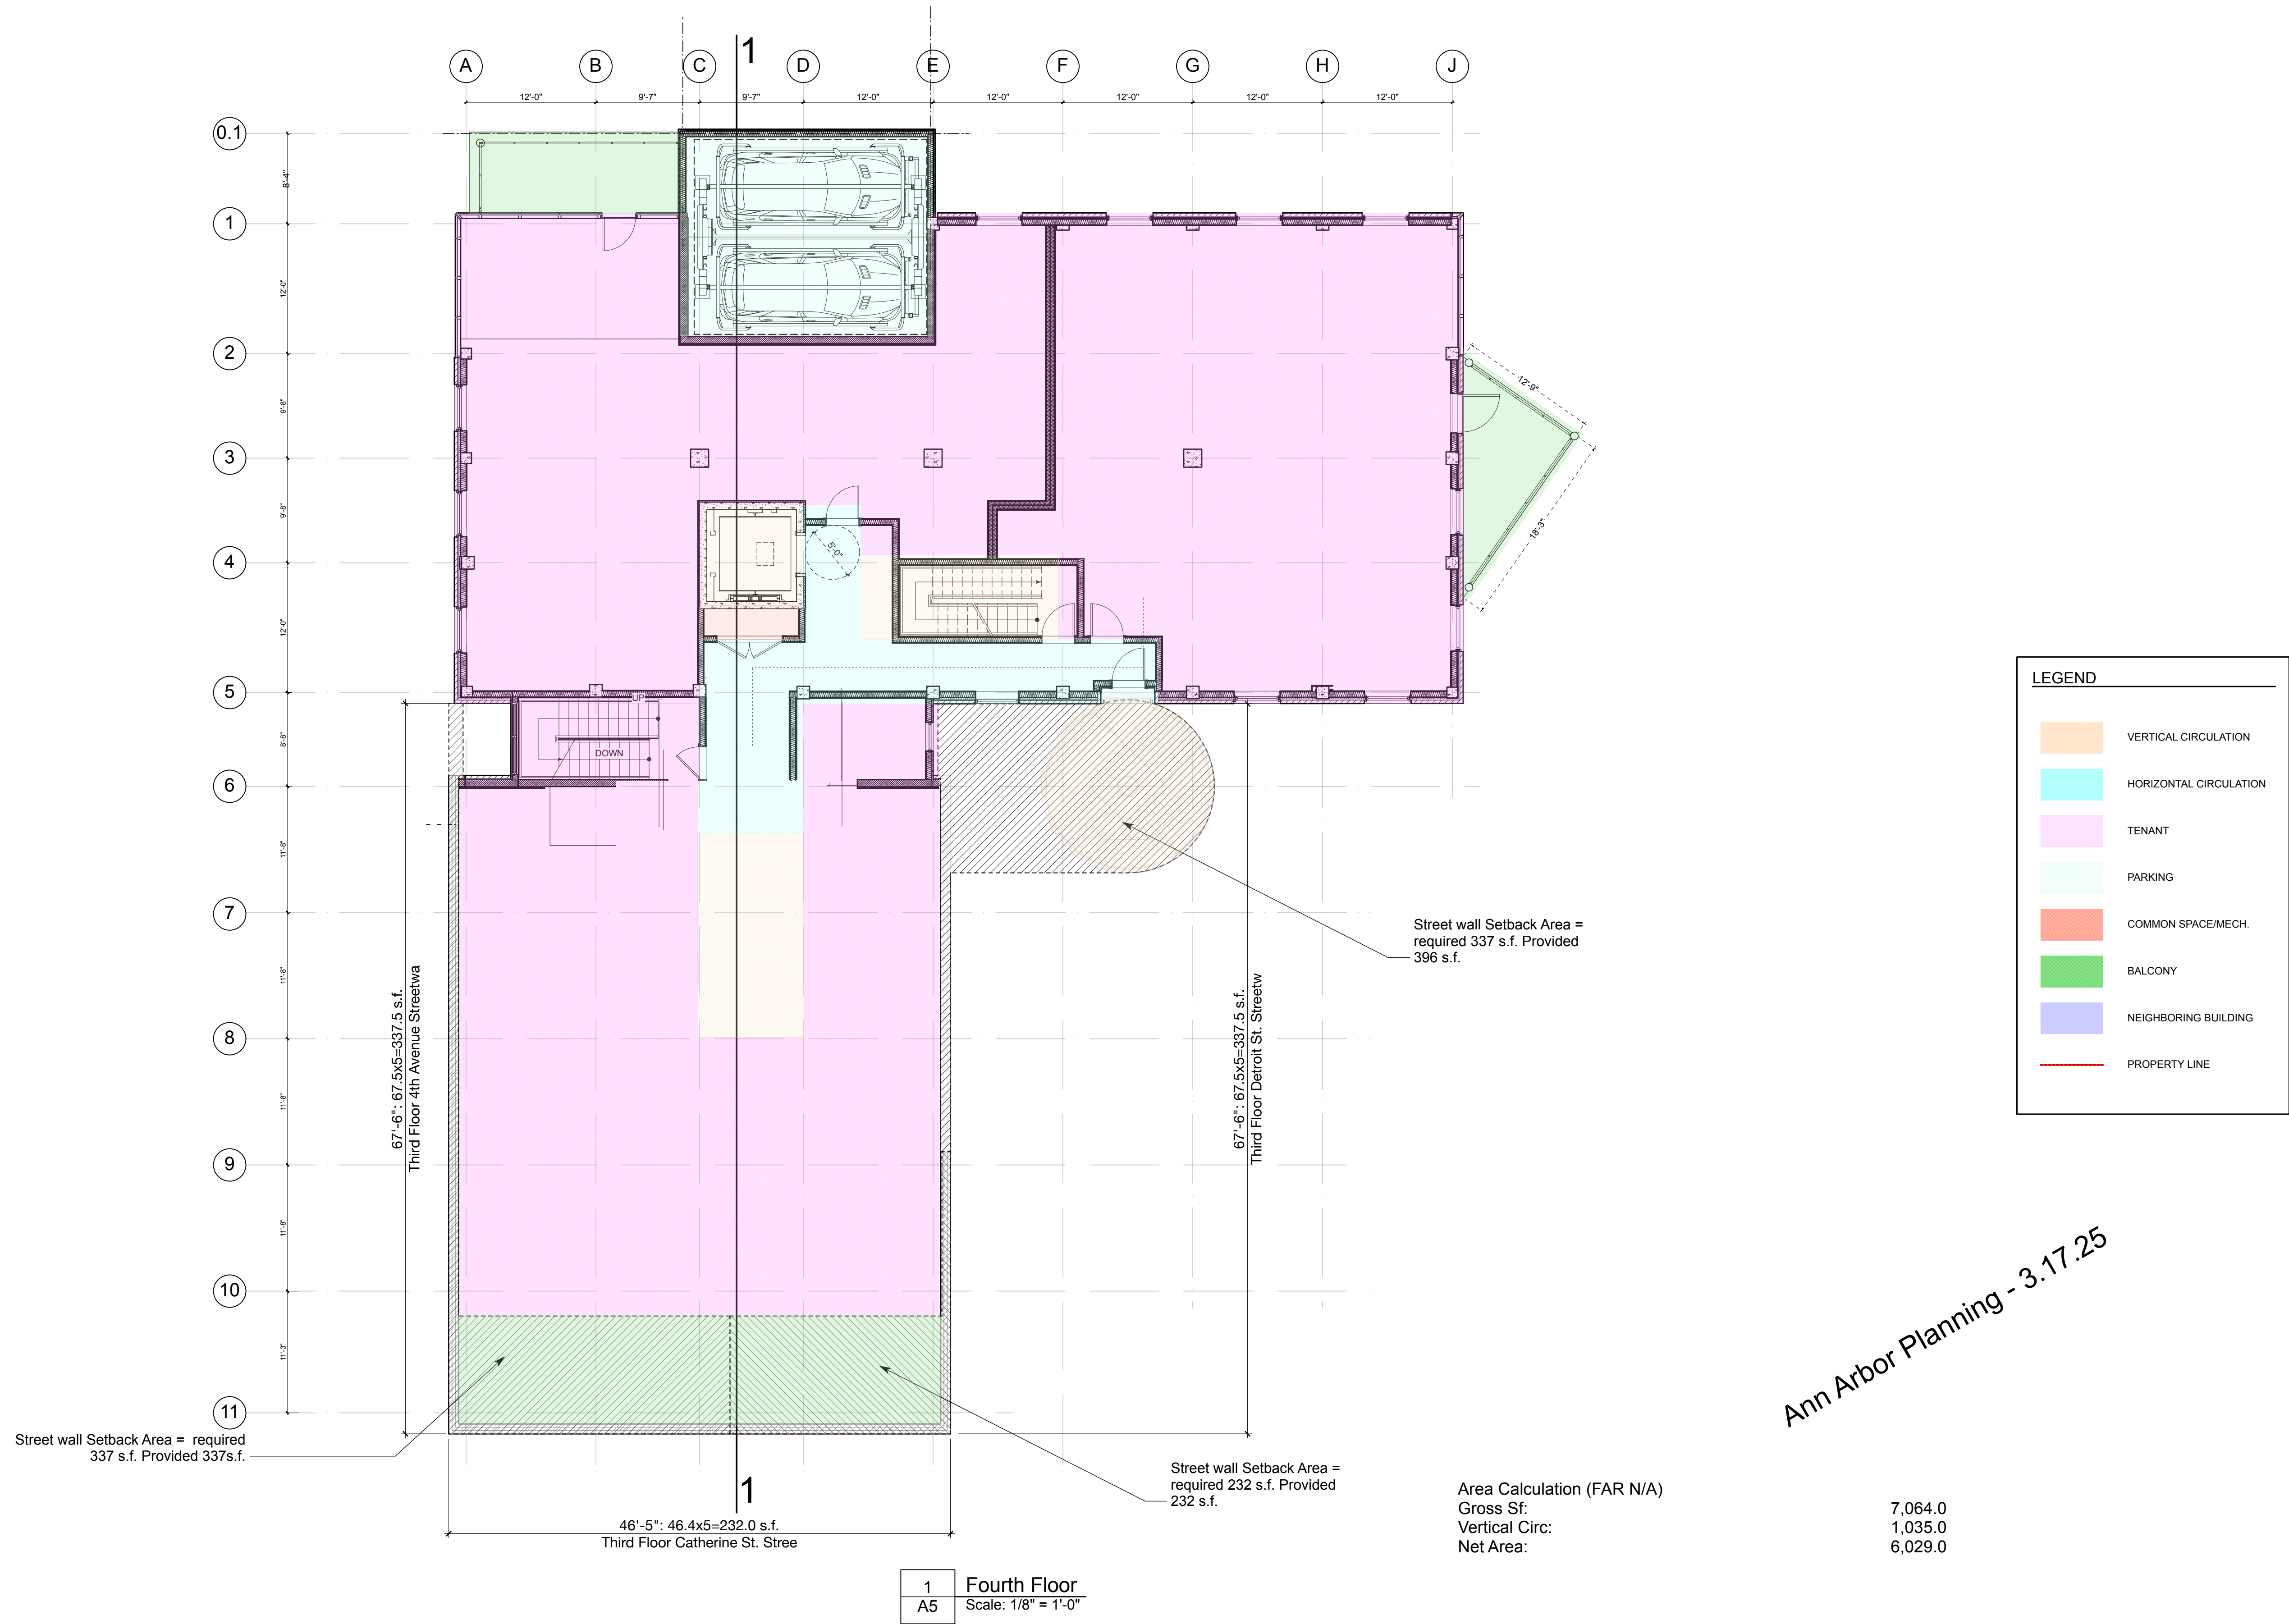 1
A
B
C
D
E
F
G
H
J
12'-0"
9'-7"
9'-7"
12'-0"
12'-0"
12'-0"
12'-0"
12'-0"
0.1
8'-4"
1
12'-0"
2
9'-8"
12'-9"
3
9'-8"
18'-3"
5'-0"
4
12'-0"
5
UP
DOWN
8'-8"
6
11'-8"
7
11'-8"
8
11'-8"
9
11'-8"
10
11'-3"
11
67'-6": 67.5x5=337.5 s.f.
Third Floor 4th Avenue Streetwa
67'-6": 67.5x5=337.5 s.f.
Third Floor Detroit St. Streetw
Street wall Setback Area =
required 337 s.f. Provided
396 s.f.
LEGEND
VERTICAL CIRCULATION
HORIZONTAL CIRCULATION
TENANT
PARKING
COMMON SPACE/MECH.
BALCONY
NEIGHBORING BUILDING
PROPERTY LINE
Ann Arbor Planning - 3.17.25
Street wall Setback Area = required
337 s.f. Provided 337s.f.
Street wall Setback Area =
required 232 s.f. Provided
232 s.f.
1
46'-5": 46.4x5=232.0 s.f.
Third Floor Catherine St. Stree
Area Calculation (FAR N/A)
Gross Sf: 7,064.0
Vertical Circ: 1,035.0
Net Area: 6,029.0
1
A5
Fourth Floor
Scale: 1/8" = 1'-0"